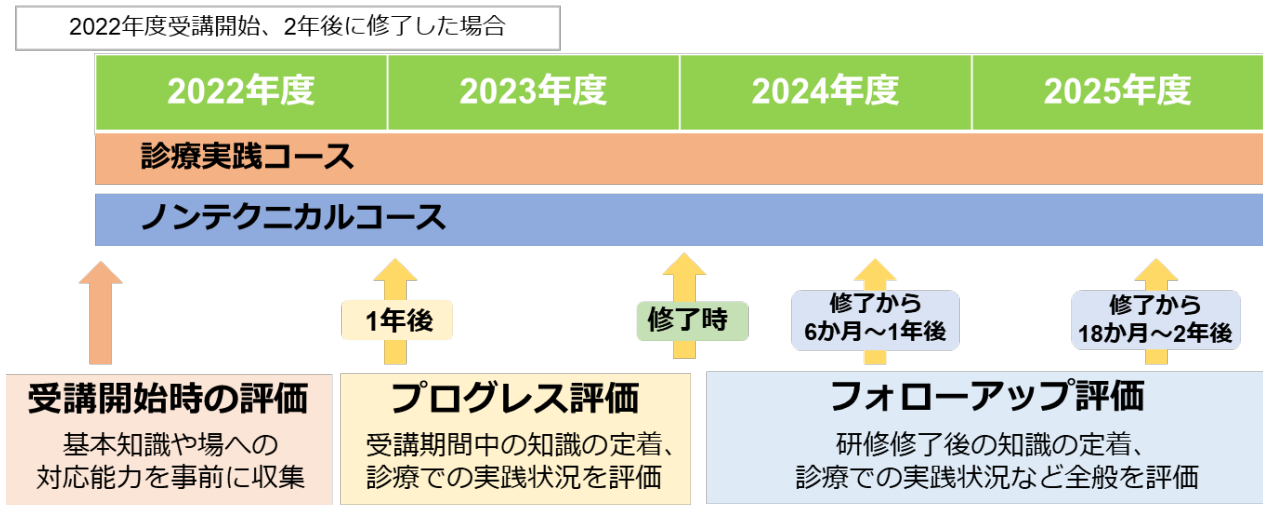 2022年度受講開始、2年後に修了した場合
2022年度
2023年度
2024年度
2025年度
診療実践コース
ノンテクニカルコース
1年後
修了時
修了から
6か月～1年後
修了から
18か月～2年後
受講開始時の評価
基本知識や場への
対応能力を事前に収集
プログレス評価
受講期間中の知識の定着、
診療での実践状況を評価
フォローアップ評価
研修修了後の知識の定着、
診療での実践状況など全般を評価